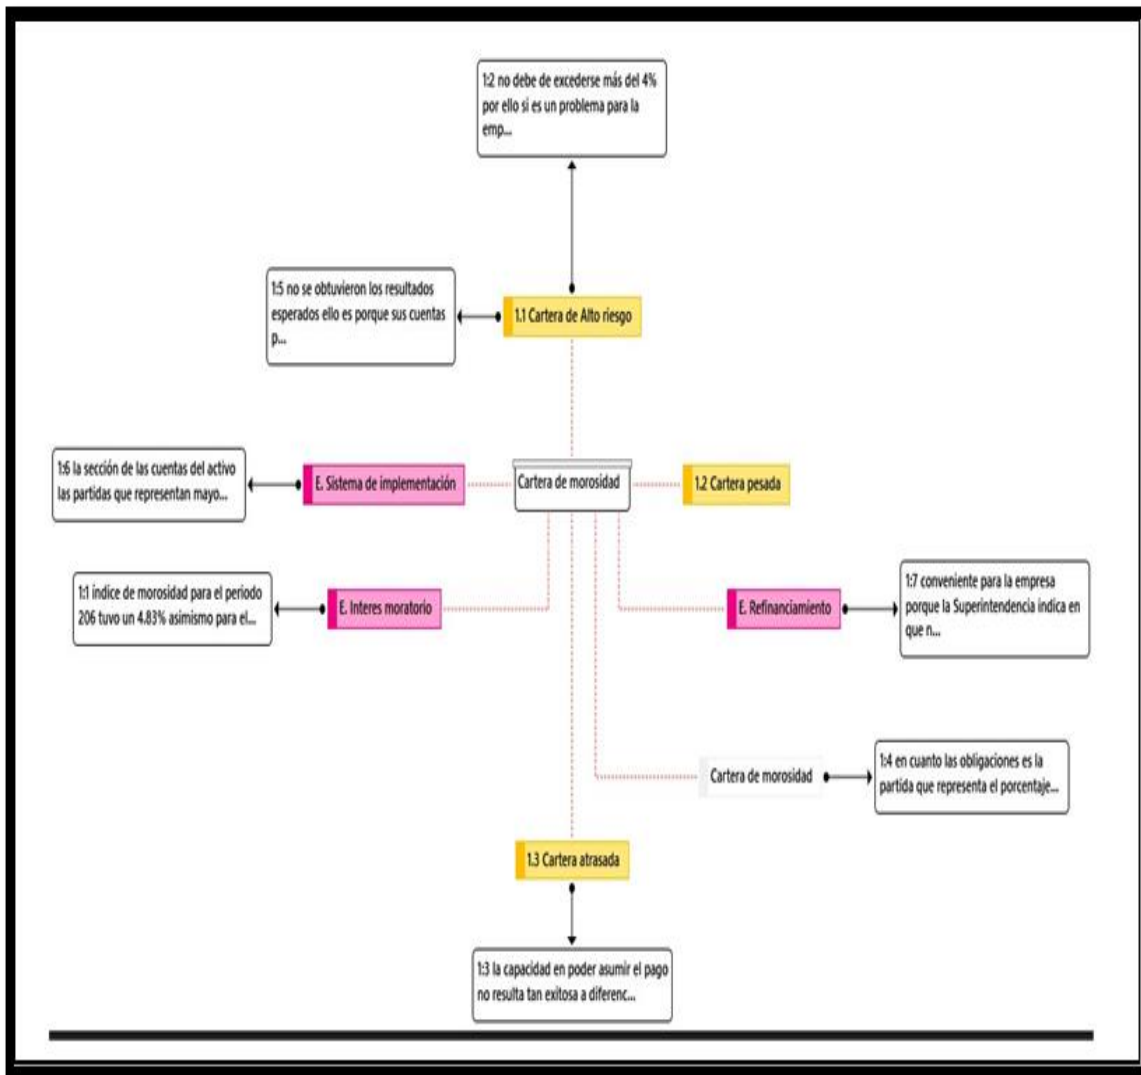 1:2 no debe de excederse más del 4%
por ello si es un problema para la
emp...
1:5 no se obtuvieron los resultados
esperados ello es porque sus cuentas
p...
1.1 Cartera de Alto riesgo
1:6 la sección de las cuentas del activo
las partidas que representan mayo...
E. Sistema de implementación
Cartera de morosidad
1.2 Cartera pesada
1:1 índice de morosidad para el periodo
206 tuvo un 4.83% asimismo para el...
E. Interes moratorio
E. Refinanciamiento
1:7 conveniente para la empresa
porque la Superintendencia indica en
que n...
Cartera de morosidad
1:4 en cuanto las obligaciones es la
partida que representa el porcentaje...
1.3 Cartera atrasada
1:3 la capacidad en poder asumir el pago
no resulta tan exitosa a diferenc...